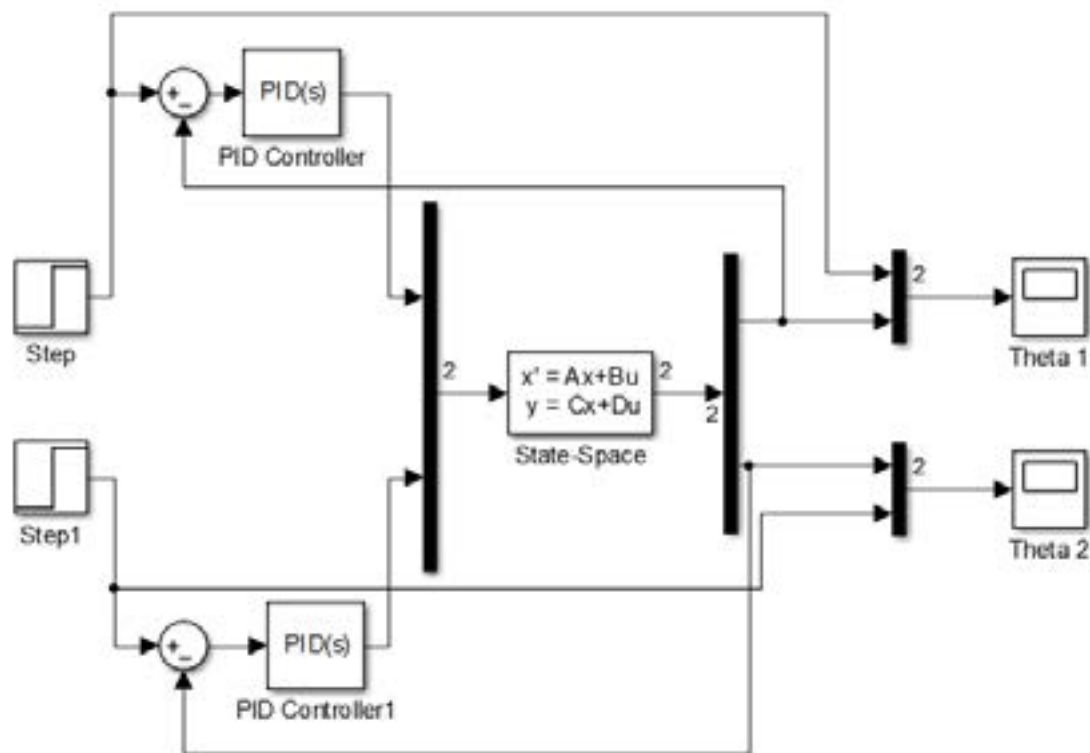 +
−
PID(s)
PID Controller
Step
2
Theta 1
2
x' = Ax+Bu
y = Cx+Du
2
2
State-Space
Step1
2
Theta 2
+
−
PID(s)
PID Controller1